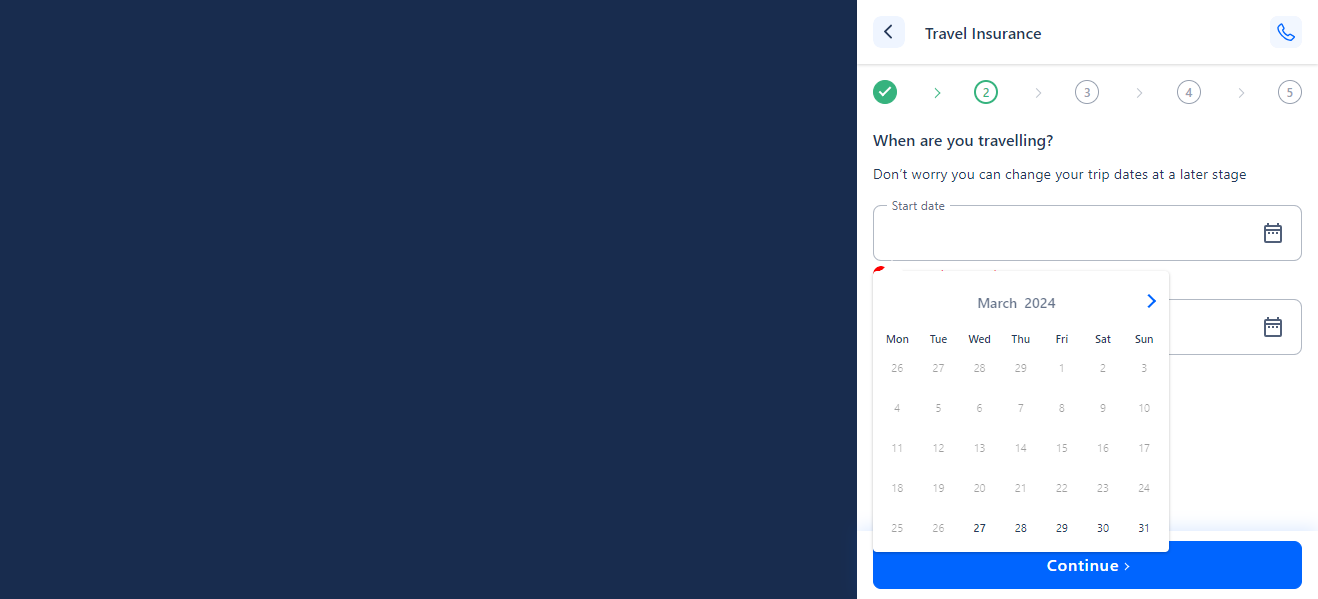 Travel Insurance
2 3 4 5
When are you travelling?
Don't worry you can change your trip dates at a later stage
Start date
March 2024
Mon Tue Wed Thu Fri Sat Sun
26 27 28 29 1 2 3
4 5 6 7 8 9 10
11 12 13 14 15 16 17
18 19 20 21 22 23 24
25 26 27 28 29 30 31
Continue ›